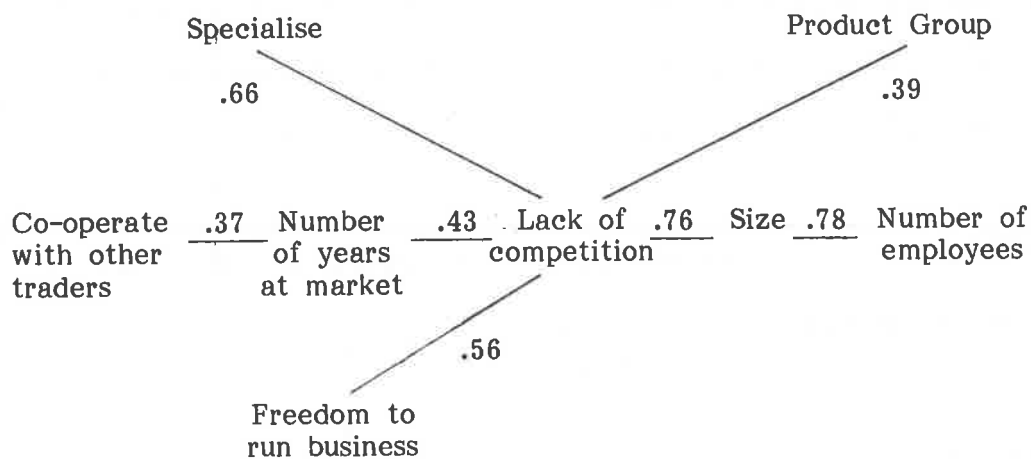 Specialise
Product Group
.66
.39
Co-operate .37 Number .43 Lack of .76 Size .78 Number of
with other of years competition employees
traders at market
.56
Freedom to
run business